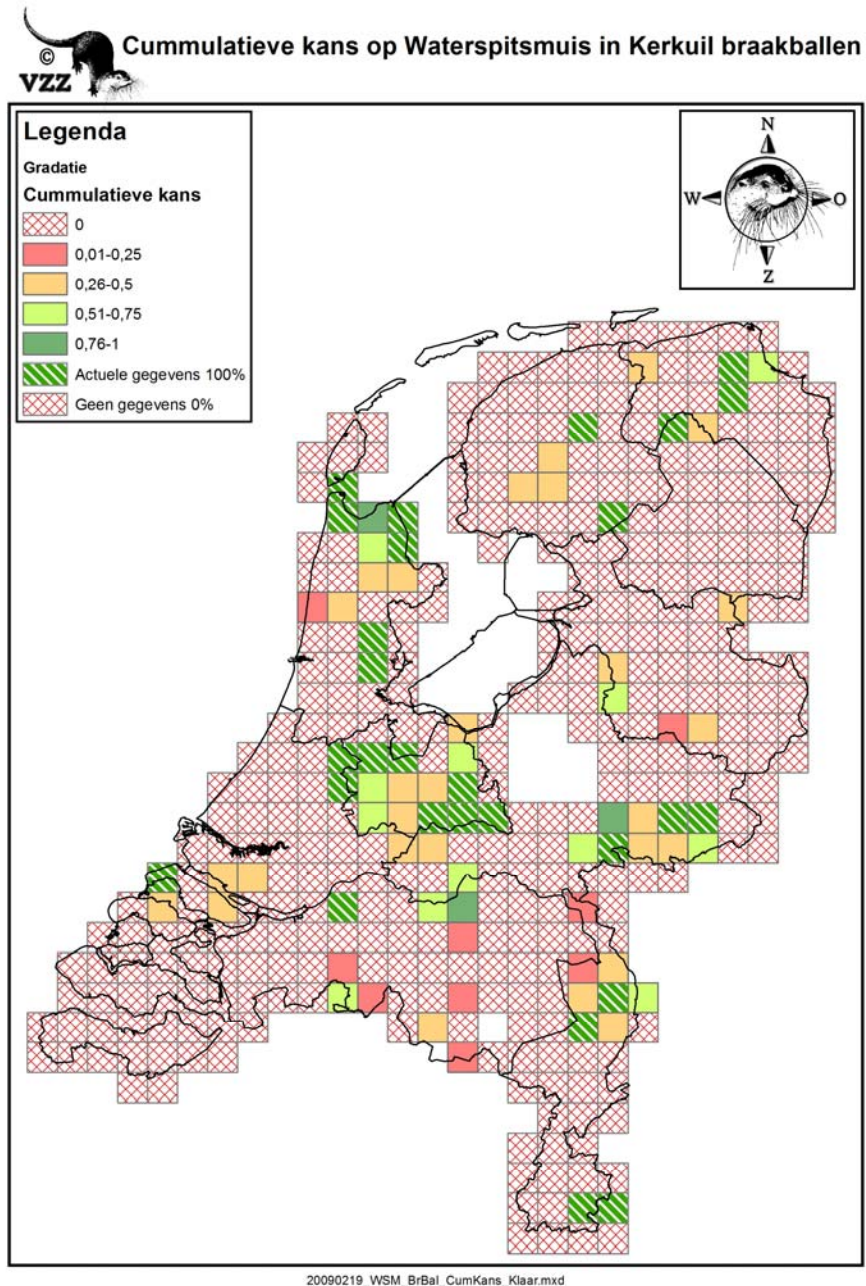 ©
VZZ
Cummulatieve kans op Waterspitsmuis in Kerkuil braakballen
Legenda
Gradatie
Cummulatieve kans
0
0,01-0,25
0,26-0,5
0,51-0,75
0,76-1
Actuele gegevens 100%
Geen gegevens 0%
N
W
O
Z
20090219_WSM_BrBal_CumKans_Klaar.mxd